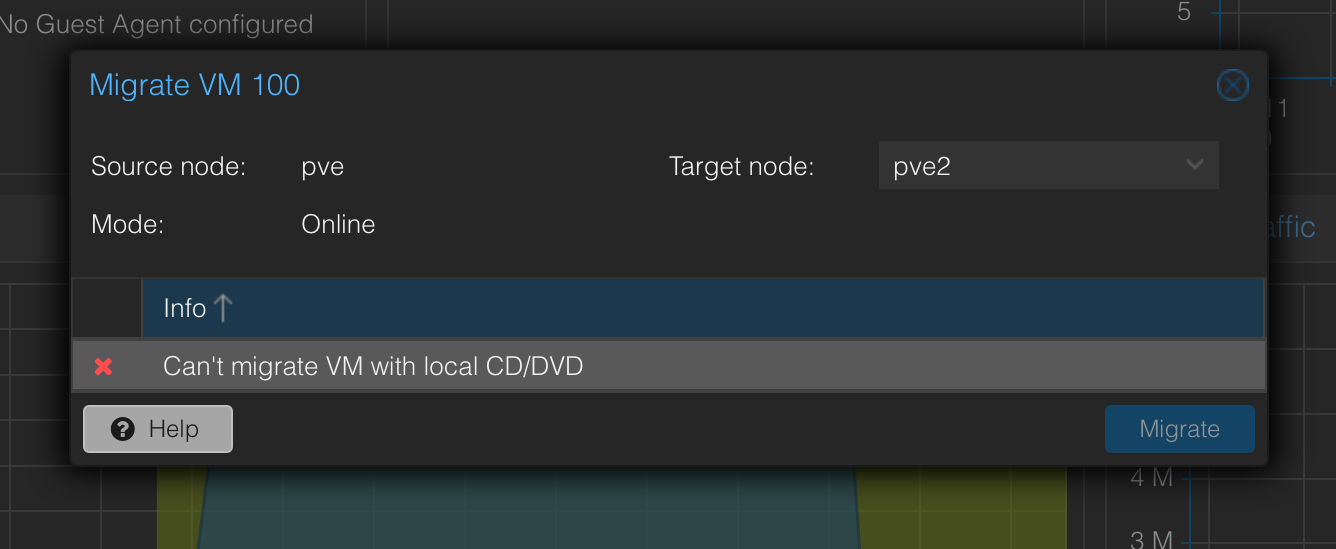 No Guest Agent configured
5
Migrate VM 100
Source node: pve Target node: pve2
Mode: Online
affic
Info
Can't migrate VM with local CD/DVD
Help Migrate
4 M
3 M